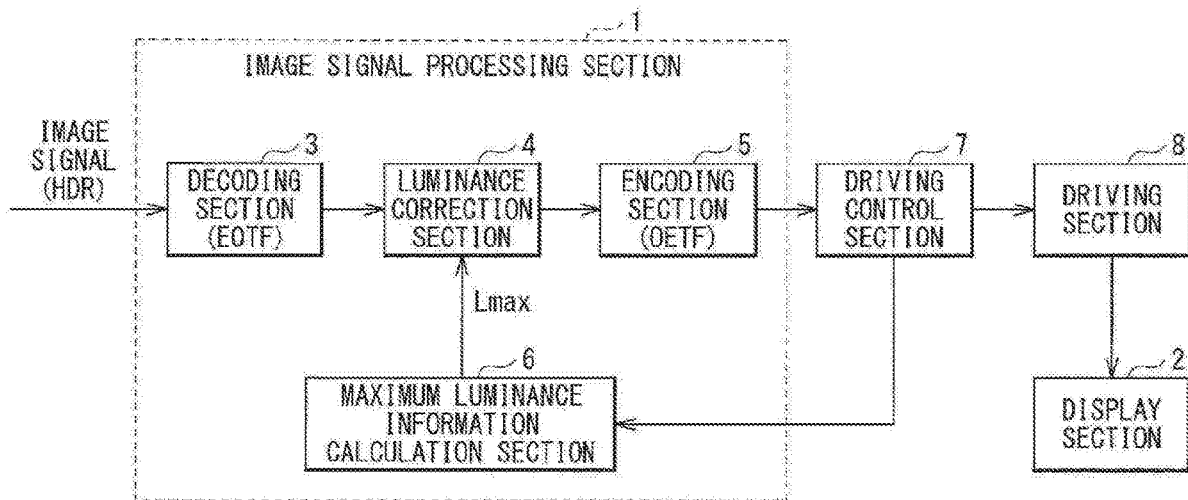 1
IMAGE SIGNAL PROCESSING SECTION
IMAGE
SIGNAL
(HDR)
3
DECODING
SECTION
(EOTF)
4
LUMINANCE
CORRECTION
SECTION
5
ENCODING
SECTION
(OETF)
7
DRIVING
CONTROL
SECTION
8
DRIVING
SECTION
Lmax
6
MAXIMUM LUMINANCE
INFORMATION
CALCULATION SECTION
2
DISPLAY
SECTION